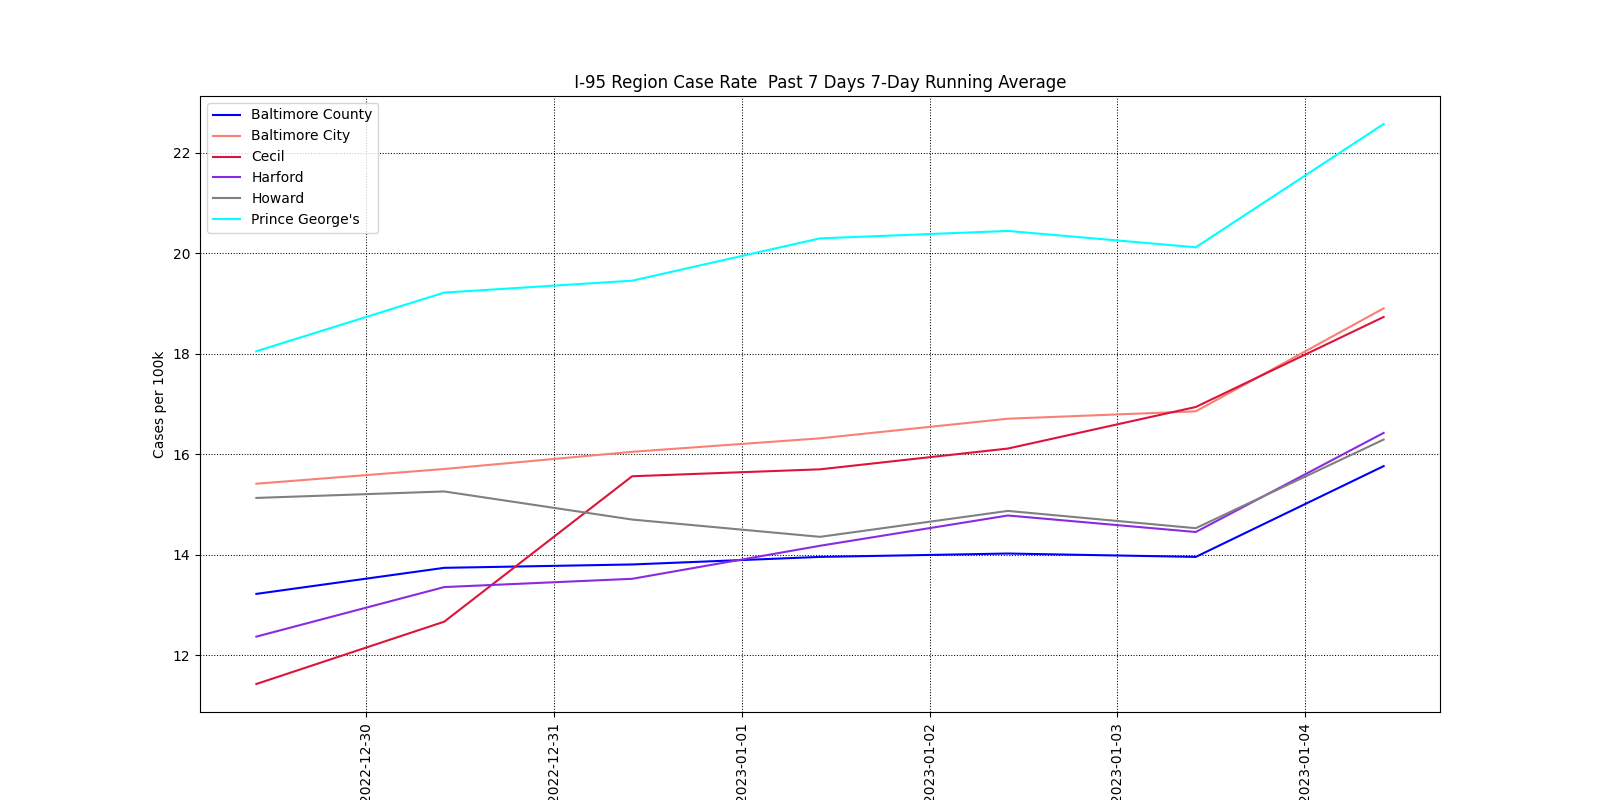 I-95 Region Case Rate  Past 7 Days 7-Day Running Average
Baltimore County
Baltimore City
Cecil
Harford
Howard
Prince George's
Cases per 100k
22
20
18
16
14
12
2022-12-30
2022-12-31
2023-01-01
2023-01-02
2023-01-03
2023-01-04